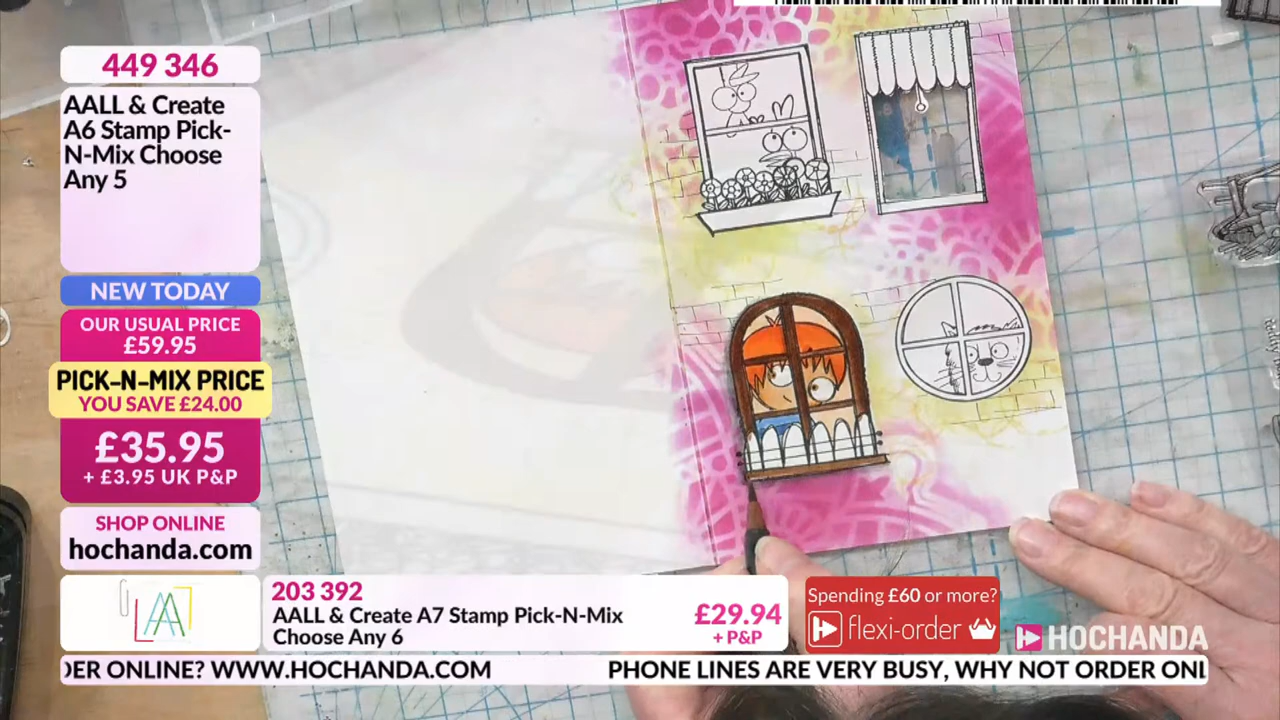 449 346
AALL & Create
A6 Stamp Pick-
N-Mix Choose
Any 5
NEW TODAY
OUR USUAL PRICE
£59.95
PICK-N-MIX PRICE
YOU SAVE £24.00
£35.95
+ £3.95 UK P&P
SHOP ONLINE
hochanda.com
203 392
AALL & Create A7 Stamp Pick-N-Mix
Choose Any 6
£29.94
+ P&P
Spending £60 or more?
flexi-order
HOCHANDA
DER ONLINE? WWW.HOCHANDA.COM
PHONE LINES ARE VERY BUSY, WHY NOT ORDER ONL